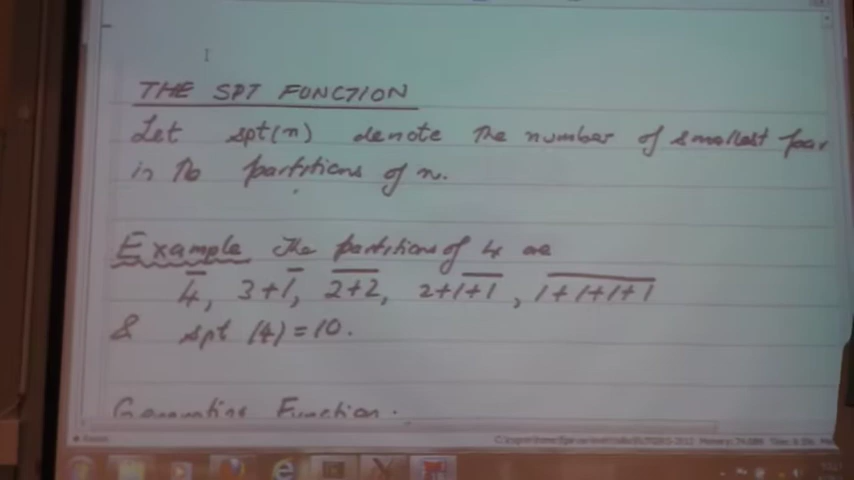 THE SPT FUNCTION
Let spt(n) denote the number of smallest par
in the partitions of n.
Example The partitions of 4 are
4, 3+1, 2+2, 2+1+1, 1+1+1+1
& spt (4) = 10.
Generating Function.